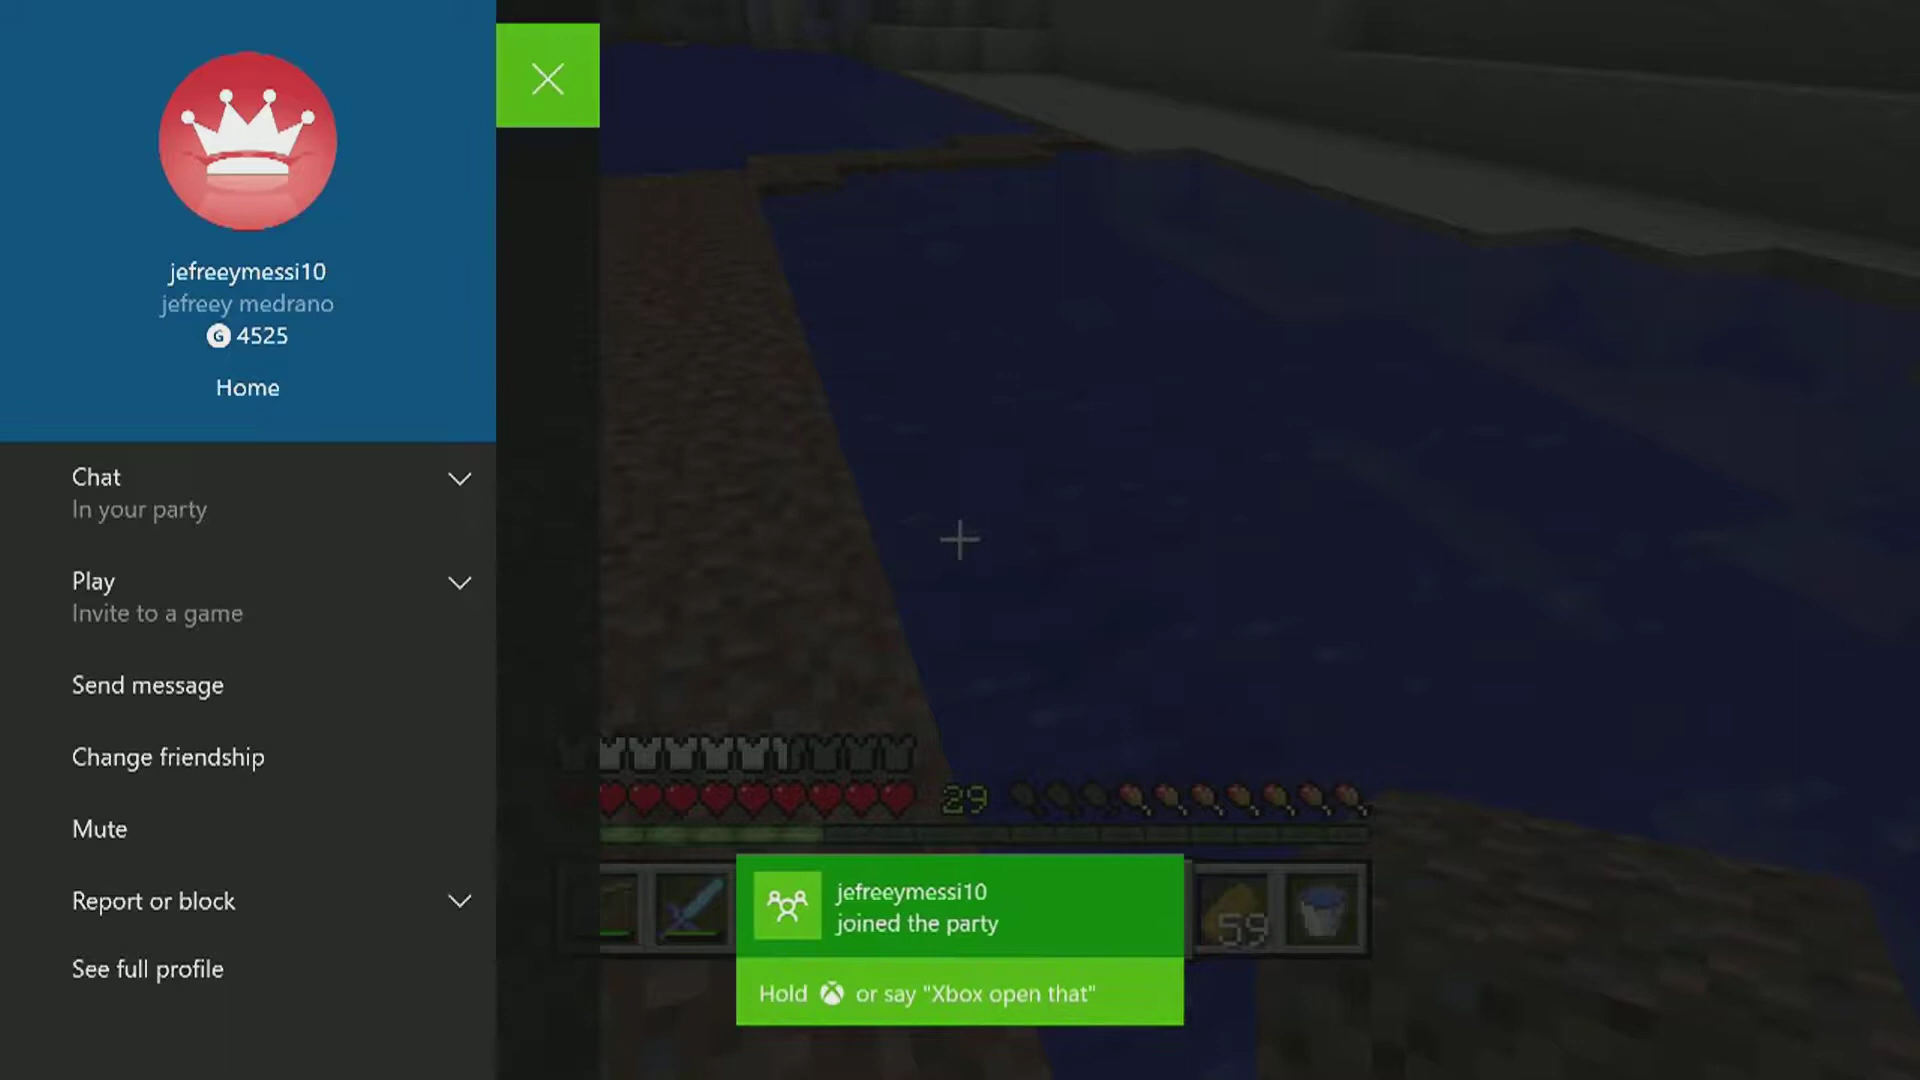 jefreeymessi10
jefreey medrano
G 4525
Home
Chat
In your party
Play
Invite to a game
Send message
Change friendship
Mute
Report or block
See full profile
29
59
jefreeymessi10
joined the party
Hold or say "Xbox open that"